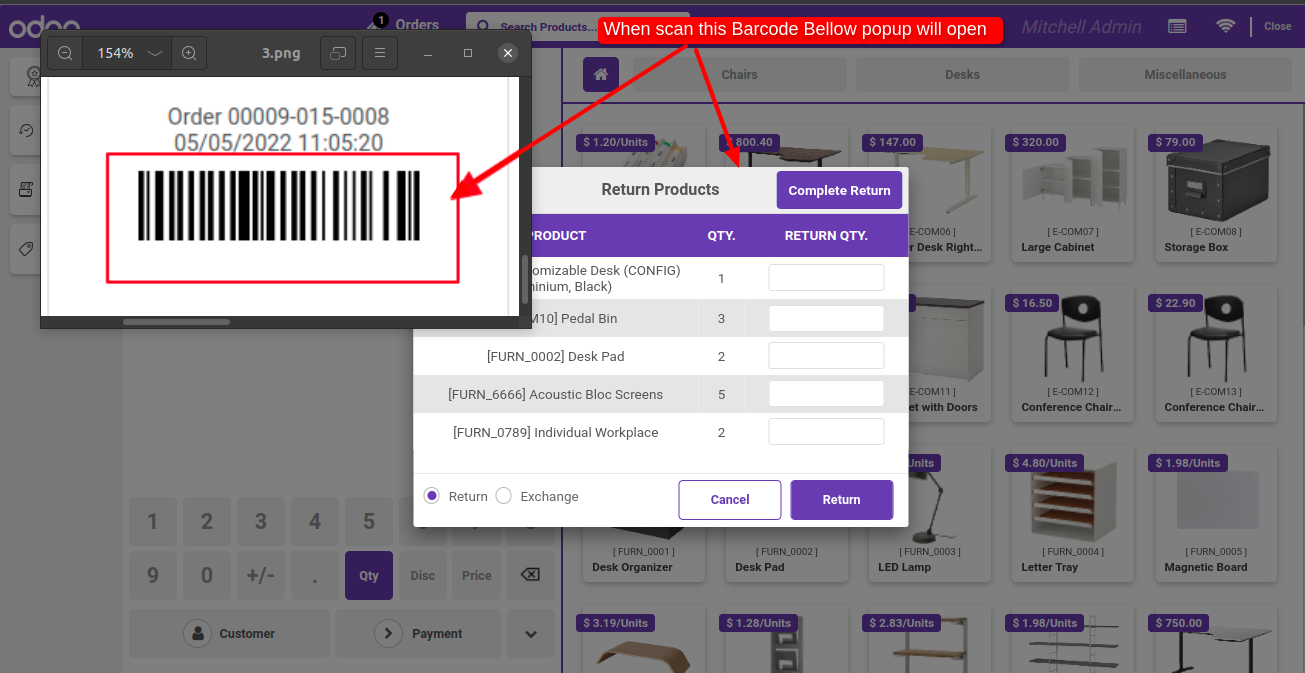 odoo
1
Orders
Search Products...
When scan this Barcode Bellow popup will open
Mitchell Admin
Close
154%
3.png
Chairs
Desks
Miscellaneous
Order 00009-015-0008
05/05/2022 11:05:20
$ 1.20/Units
800.40
$ 147.00
$ 320.00
$ 79.00
Return Products
Complete Return
PRODUCT
QTY.
RETURN QTY.
E-COM06 ]
[ E-COM07 ]
[ E-COM08 ]
r Desk Right...
Large Cabinet
Storage Box
omizable Desk (CONFIG)
minium, Black)
1
M10] Pedal Bin
3
[FURN_0002] Desk Pad
2
[FURN_6666] Acoustic Bloc Screens
5
[FURN_0789] Individual Workplace
2
$ 16.50
$ 22.90
E-COM11 ]
[ E-COM12 ]
[ E-COM13 ]
et with Doors
Conference Chair...
Conference Chair...
Return
Exchange
Cancel
Return
Units
$ 4.80/Units
$ 1.98/Units
[ FURN_0001 ]
[ FURN_0002 ]
[ FURN_0003 ]
[ FURN_0004 ]
[ FURN_0005 ]
Desk Organizer
Desk Pad
LED Lamp
Letter Tray
Magnetic Board
1
2
3
4
5
9
0
+/-
.
Qty
Disc
Price
Customer
Payment
$ 3.19/Units
$ 1.28/Units
$ 2.83/Units
$ 1.98/Units
$ 750.00